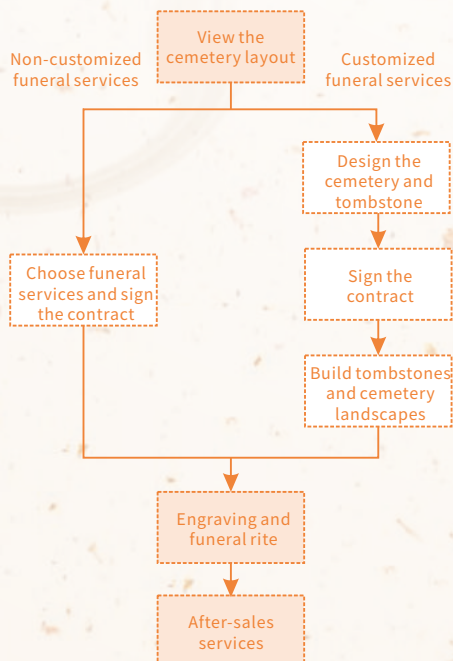 View the
cemetery layout
Non-customized
funeral services
Customized
funeral services
Design the
cemetery and
tombstone
Choose funeral
services and sign
the contract
Sign the
contract
Build tombstones
and cemetery
landscapes
Engraving and
funeral rite
After-sales
services